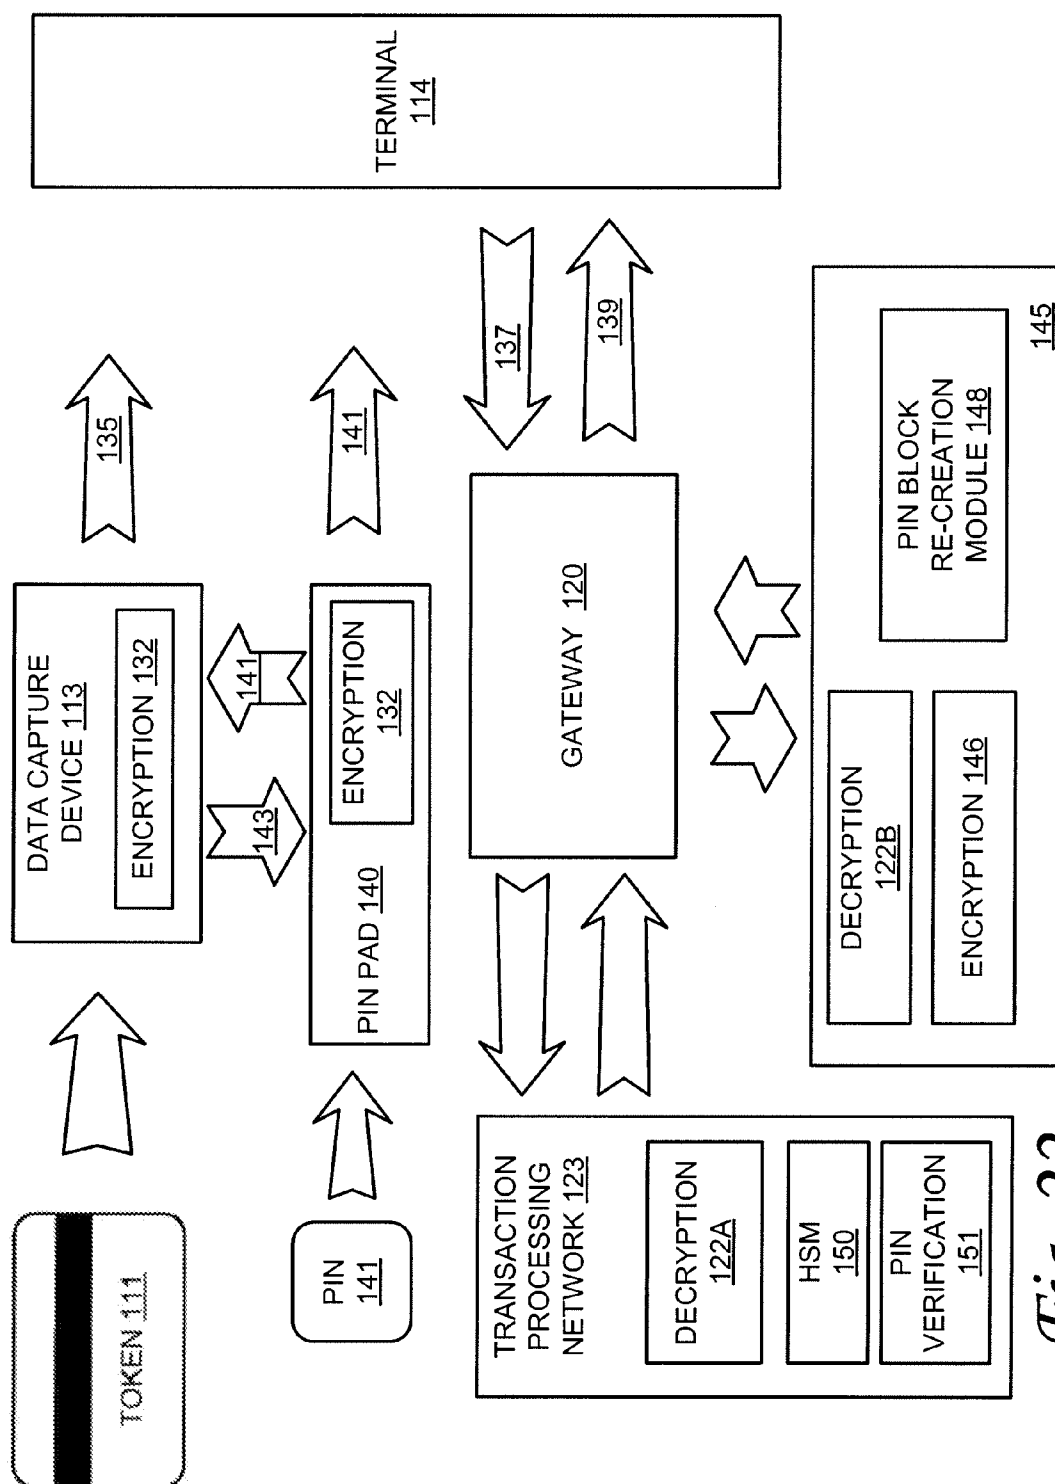 TOKEN 111
DATA CAPTURE
DEVICE 113
ENCRYPTION 132
135
TERMINAL
114
143
141
PIN
141
PIN PAD 140
ENCRYPTION
132
141
137
139
TRANSACTION
PROCESSING
NETWORK 123
DECRYPTION
122A
HSM
150
PIN
VERIFICATION
151
GATEWAY 120
DECRYPTION
122B
ENCRYPTION 146
PIN BLOCK
RE-CREATION
MODULE 148
145